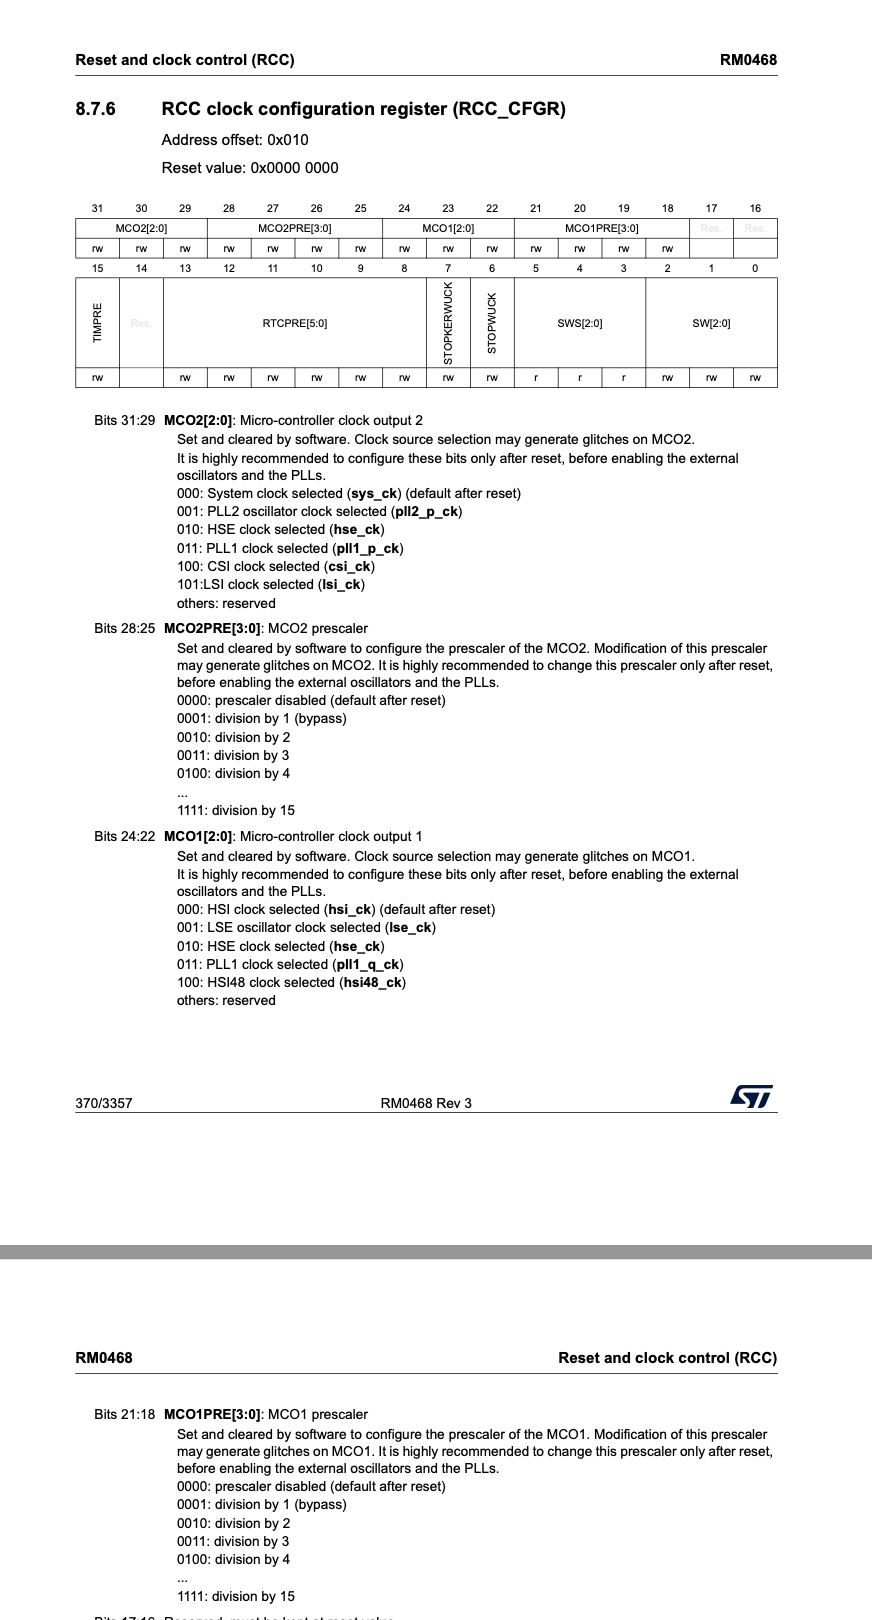 Reset and clock control (RCC) RM0468
8.7.6 RCC clock configuration register (RCC_CFGR)
Address offset: 0x010
Reset value: 0x0000 0000
31 30 29 28 27 26 25 24 23 22 21 20 19 18 17 16
MCO2[2:0] MCO2PRE[3:0] MCO1[2:0] MCO1PRE[3:0] Res. Res.
rw rw rw rw rw rw rw rw rw rw rw rw rw rw
15 14 13 12 11 10 9 8 7 6 5 4 3 2 1 0
TIMPRE Res. RTCPRE[5:0] STOPKERWUCK STOPWUCK SWS[2:0] SW[2:0]
rw rw rw rw rw rw rw rw rw r r r rw rw rw
Bits 31:29 MCO2[2:0]: Micro-controller clock output 2
Set and cleared by software. Clock source selection may generate glitches on MCO2.
It is highly recommended to configure these bits only after reset, before enabling the external
oscillators and the PLLs.
000: System clock selected (sys_ck) (default after reset)
001: PLL2 oscillator clock selected (pll2_p_ck)
010: HSE clock selected (hse_ck)
011: PLL1 clock selected (pll1_p_ck)
100: CSI clock selected (csi_ck)
101:LSI clock selected (lsi_ck)
others: reserved
Bits 28:25 MCO2PRE[3:0]: MCO2 prescaler
Set and cleared by software to configure the prescaler of the MCO2. Modification of this prescaler
may generate glitches on MCO2. It is highly recommended to change this prescaler only after reset,
before enabling the external oscillators and the PLLs.
0000: prescaler disabled (default after reset)
0001: division by 1 (bypass)
0010: division by 2
0011: division by 3
0100: division by 4
...
1111: division by 15
Bits 24:22 MCO1[2:0]: Micro-controller clock output 1
Set and cleared by software. Clock source selection may generate glitches on MCO1.
It is highly recommended to configure these bits only after reset, before enabling the external
oscillators and the PLLs.
000: HSI clock selected (hsi_ck) (default after reset)
001: LSE oscillator clock selected (lse_ck)
010: HSE clock selected (hse_ck)
011: PLL1 clock selected (pll1_q_ck)
100: HSI48 clock selected (hsi48_ck)
others: reserved
370/3357 RM0468 Rev 3 ST
RM0468 Reset and clock control (RCC)
Bits 21:18 MCO1PRE[3:0]: MCO1 prescaler
Set and cleared by software to configure the prescaler of the MCO1. Modification of this prescaler
may generate glitches on MCO1. It is highly recommended to change this prescaler only after reset,
before enabling the external oscillators and the PLLs.
0000: prescaler disabled (default after reset)
0001: division by 1 (bypass)
0010: division by 2
0011: division by 3
0100: division by 4
...
1111: division by 15